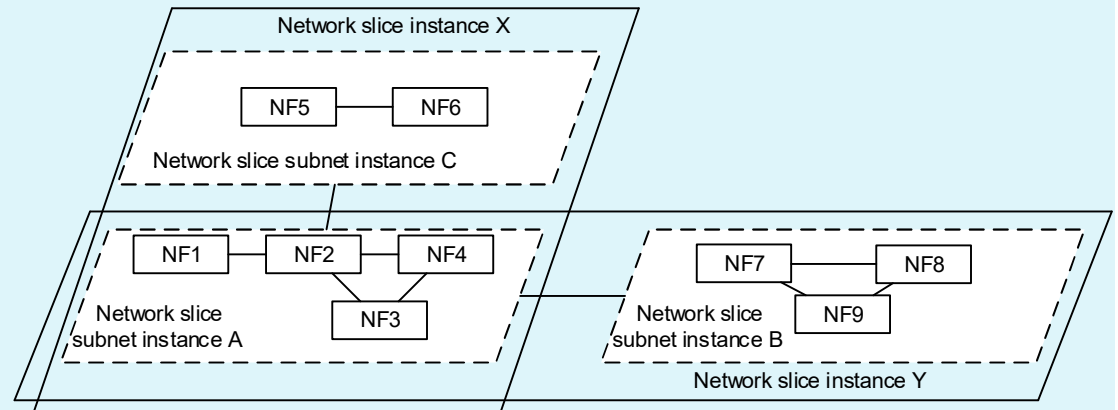 Network slice instance X
NF5
NF6
Network slice subnet instance C
NF1
NF2
NF4
NF3
Network slice
subnet instance A
NF7
NF8
NF9
Network slice
subnet instance B
Network slice instance Y